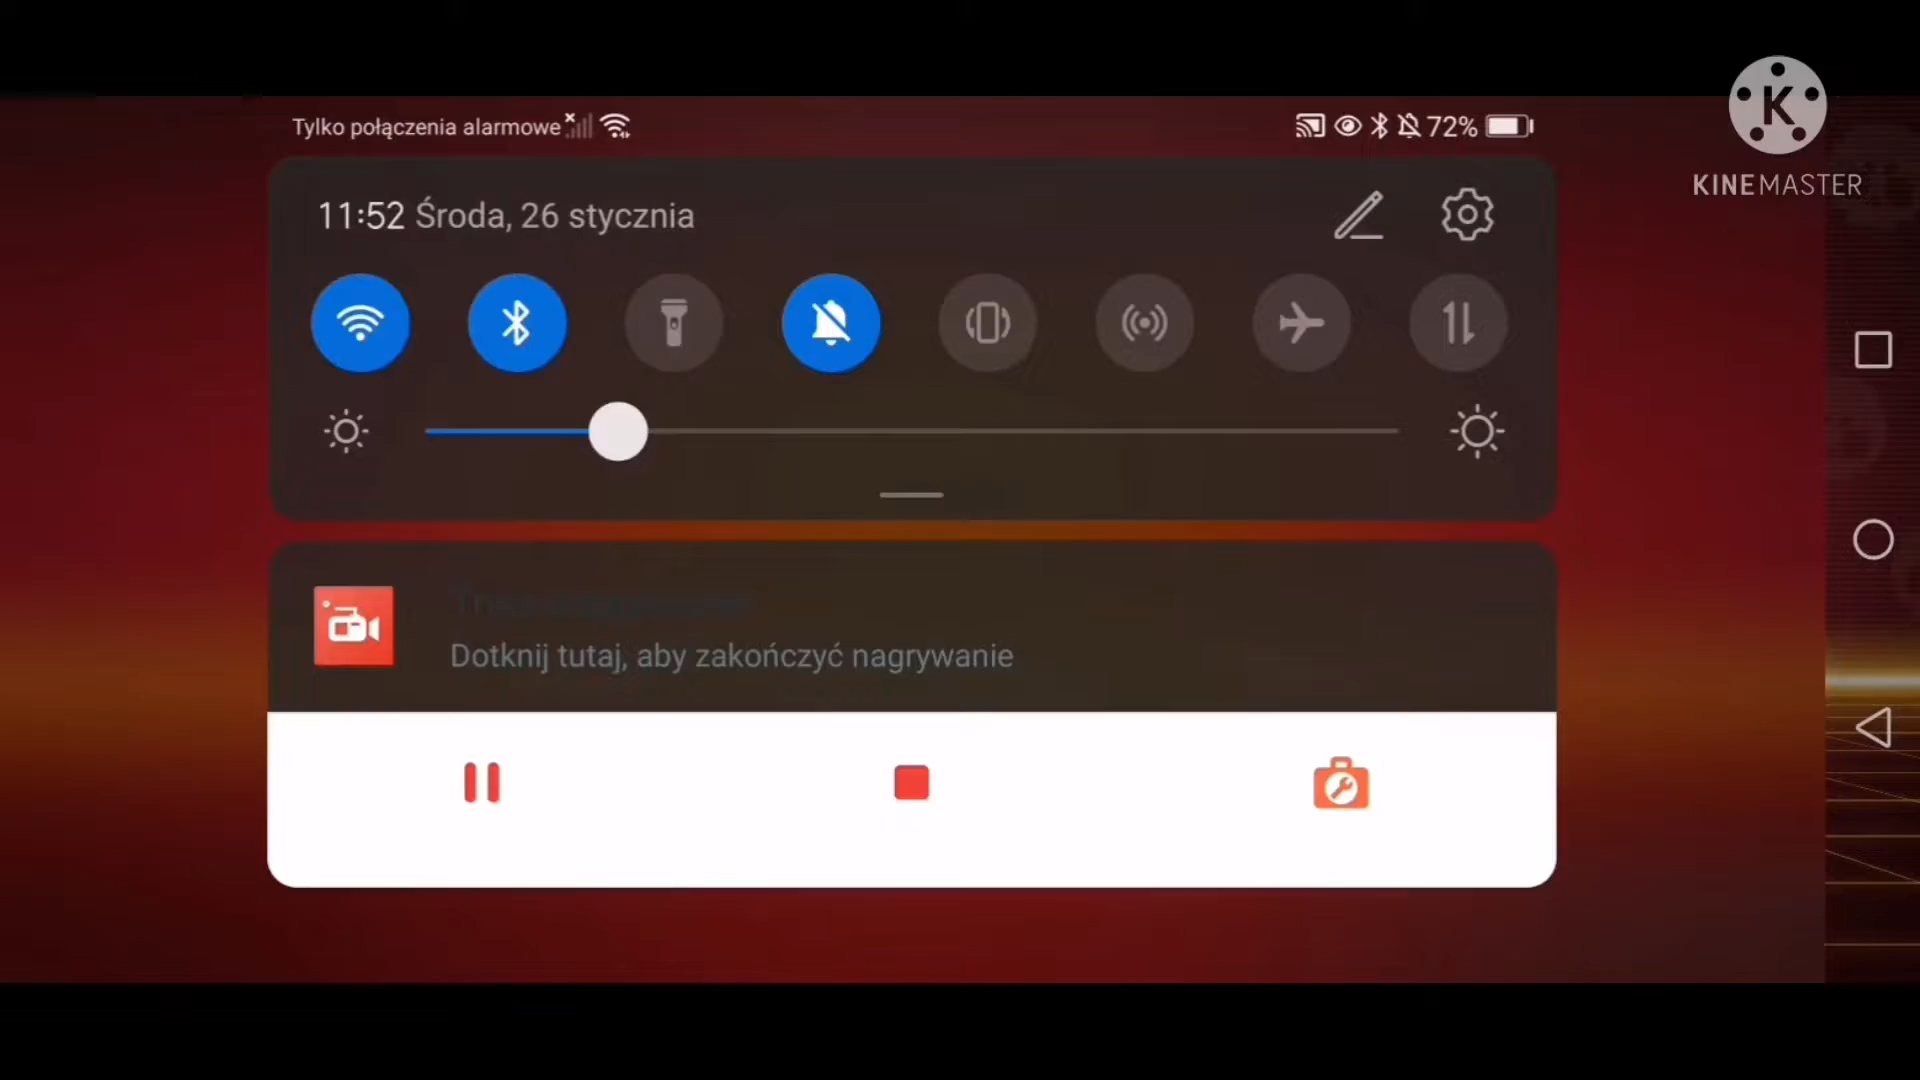 Tylko połączenia alarmowe
72%
KINEMASTER
11:52 Środa, 26 stycznia
Dotknij tutaj, aby zakończyć nagrywanie